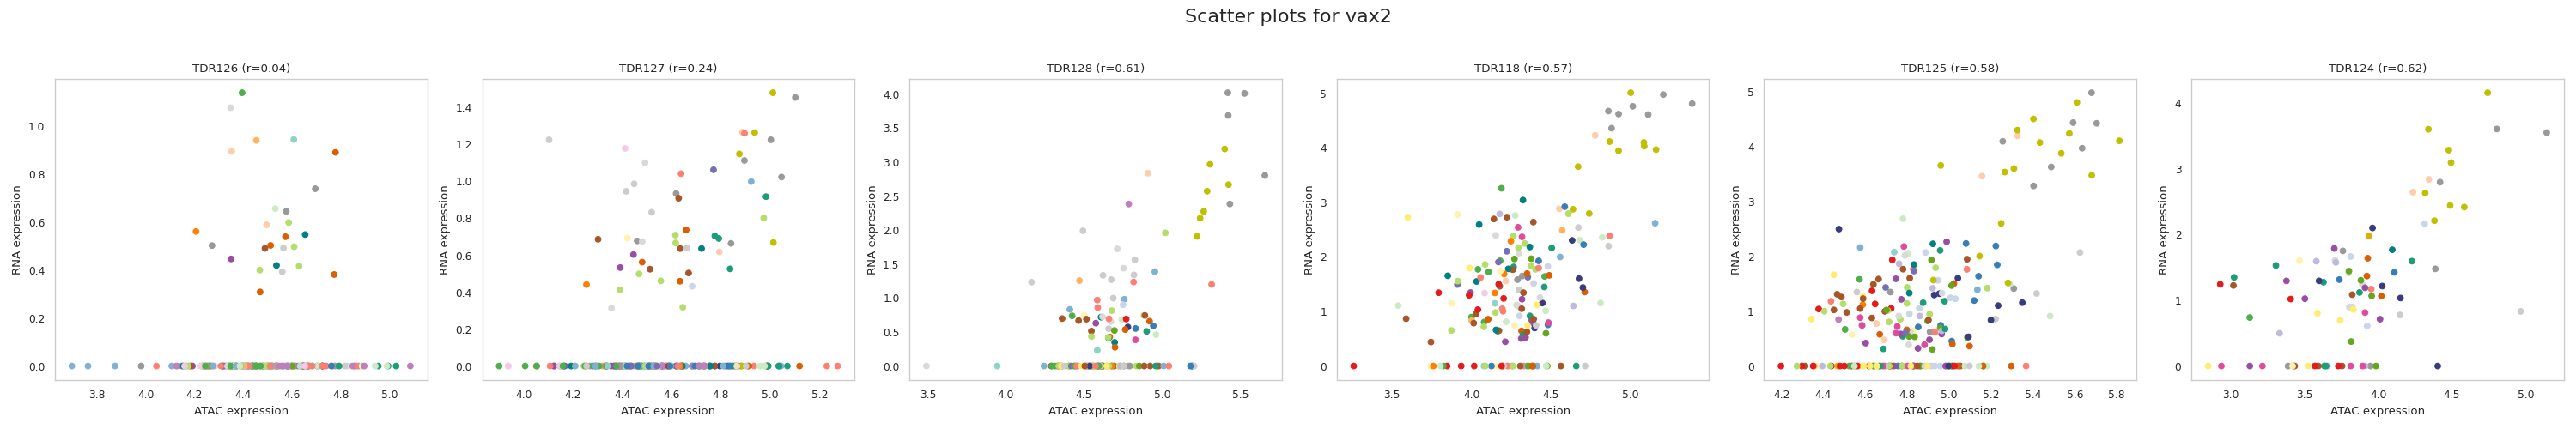 Scatter plots for vax2
TDR126 (r=0.04)
RNA expression
1.0
0.8
0.6
0.4
0.2
0.0
3.8 4.0 4.2 4.4 4.6 4.8 5.0
ATAC expression
TDR127 (r=0.24)
RNA expression
1.4
1.2
1.0
0.8
0.6
0.4
0.2
0.0
4.0 4.2 4.4 4.6 4.8 5.0 5.2
ATAC expression
TDR128 (r=0.61)
RNA expression
4.0
3.5
3.0
2.5
2.0
1.5
1.0
0.5
0.0
3.5 4.0 4.5 5.0 5.5
ATAC expression
TDR118 (r=0.57)
RNA expression
5
4
3
2
1
0
3.5 4.0 4.5 5.0
ATAC expression
TDR125 (r=0.58)
RNA expression
5
4
3
2
1
0
4.2 4.4 4.6 4.8 5.0 5.2 5.4 5.6 5.8
ATAC expression
TDR124 (r=0.62)
RNA expression
4
3
2
1
0
3.0 3.5 4.0 4.5 5.0
ATAC expression